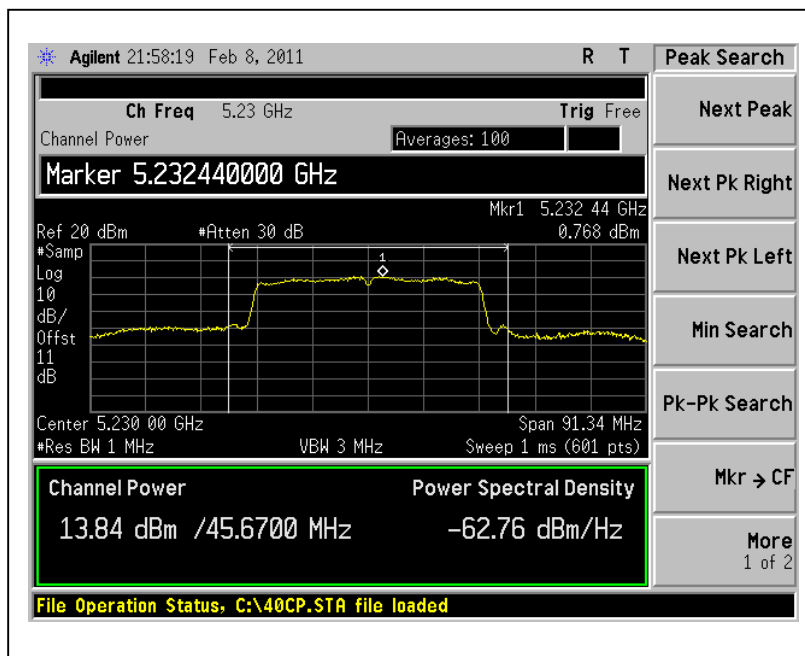 Agilent 21:58:19 Feb 8, 2011 R T
Peak Search
Ch Freq 5.23 GHz Trig Free
Channel Power Averages: 100
Marker 5.232440000 GHz
Mkr1 5.232 44 GHz
Ref 20 dBm #Atten 30 dB 0.768 dBm
#Samp
Log
10
dB/
Offst
11
dB
1
Center 5.230 00 GHz Span 91.34 MHz
#Res BW 1 MHz VBW 3 MHz Sweep 1 ms (601 pts)
Channel Power Power Spectral Density
13.84 dBm /45.6700 MHz -62.76 dBm/Hz
File Operation Status, C:\40CP.STA file loaded
Next Peak
Next Pk Right
Next Pk Left
Min Search
Pk-Pk Search
Mkr → CF
More
1 of 2